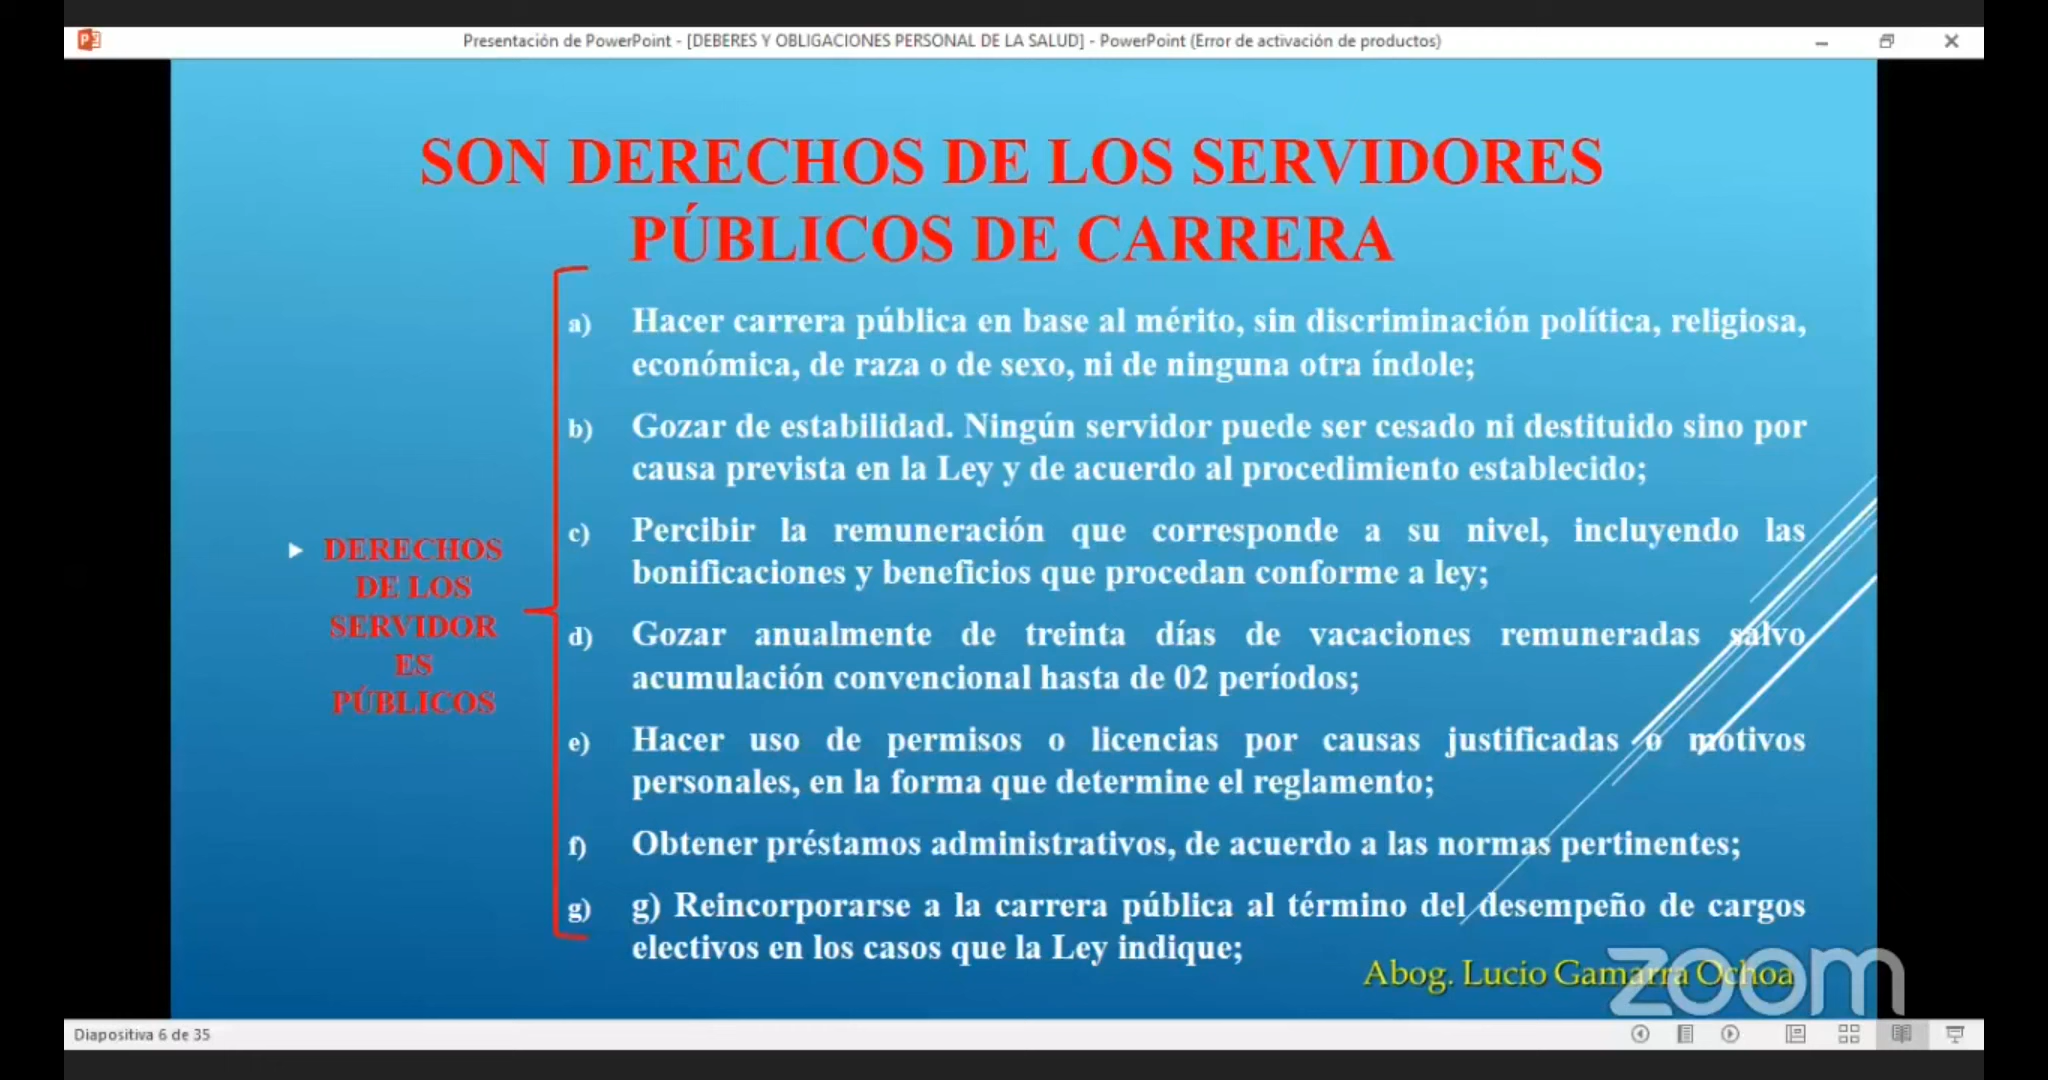 Presentación de PowerPoint - [DEBERES Y OBLIGACIONES PERSONAL DE LA SALUD] - PowerPoint (Error de activación de productos)
SON DERECHOS DE LOS SERVIDORES
PÚBLICOS DE CARRERA
DERECHOS
DE LOS
SERVIDOR
ES
PÚBLICOS
a) Hacer carrera pública en base al mérito, sin discriminación política, religiosa,
económica, de raza o de sexo, ni de ninguna otra índole;
b) Gozar de estabilidad. Ningún servidor puede ser cesado ni destituido sino por
causa prevista en la Ley y de acuerdo al procedimiento establecido;
c) Percibir la remuneración que corresponde a su nivel, incluyendo las
bonificaciones y beneficios que procedan conforme a ley;
d) Gozar anualmente de treinta días de vacaciones remuneradas salvo
acumulación convencional hasta de 02 períodos;
e) Hacer uso de permisos o licencias por causas justificadas o motivos
personales, en la forma que determine el reglamento;
f) Obtener préstamos administrativos, de acuerdo a las normas pertinentes;
g) g) Reincorporarse a la carrera pública al término del desempeño de cargos
electivos en los casos que la Ley indique;
Abog. Lucio Gamarra Ochoa
zoom
Diapositiva 6 de 35